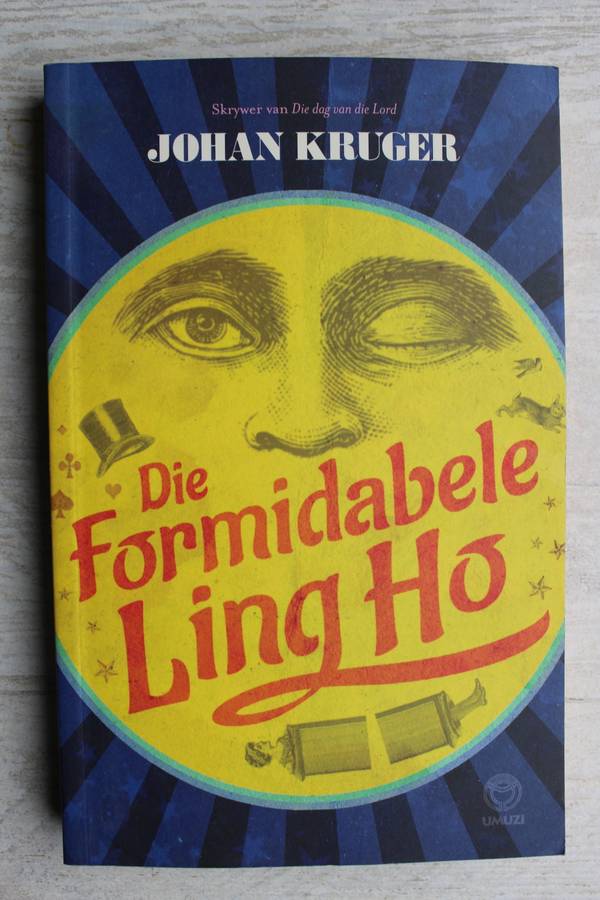 Skrywer van Die dag van die Lord
JOHAN KRUGER
Die
Formidabele
Ling Ho
UMUZI